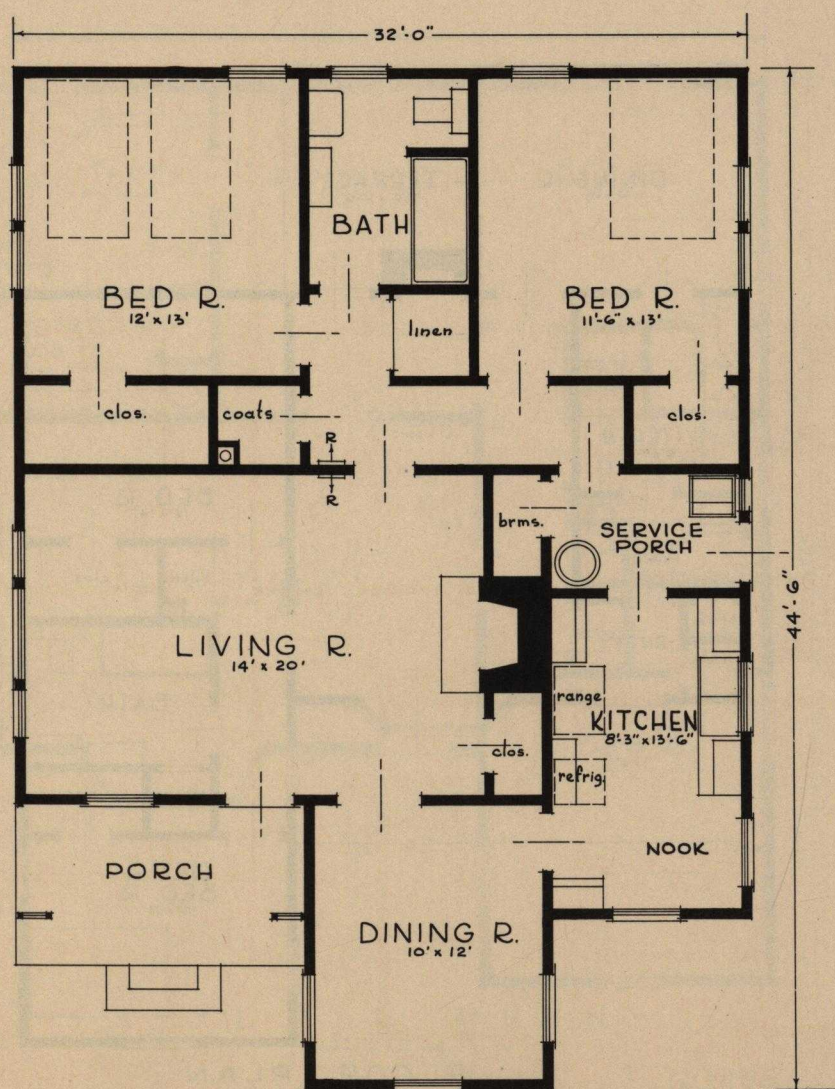 32'-0"
BATH
BED R.
12' x 13'
linen
BED R.
11'-6" x 13'
clos.
coats
clos.
R
R
brms.
SERVICE
PORCH
44'-6"
LIVING R.
14' x 20'
range
KITCHEN
8'-3" x 13'-6"
clos.
refrig.
NOOK
PORCH
DINING R.
10' x 12'